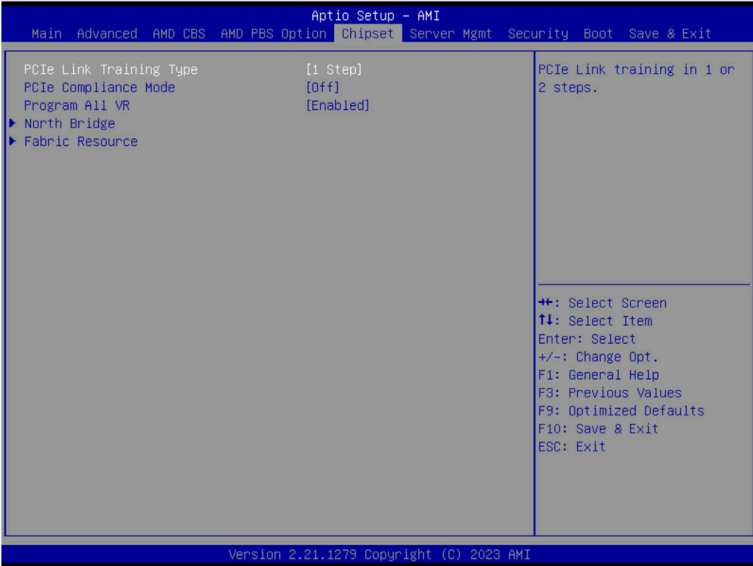 Aptio Setup – AMI
Main Advanced AMD CBS AMD PBS Option Chipset Server Mgmt Security Boot Save & Exit
PCIe Link Training Type [1 Step]
PCIe Compliance Mode [Off]
Program All VR [Enabled]
North Bridge
Fabric Resource
PCIe Link training in 1 or
2 steps.
→←: Select Screen
↑↓: Select Item
Enter: Select
+/-: Change Opt.
F1: General Help
F3: Previous Values
F9: Optimized Defaults
F10: Save & Exit
ESC: Exit
Version 2.21.1279 Copyright (C) 2023 AMI